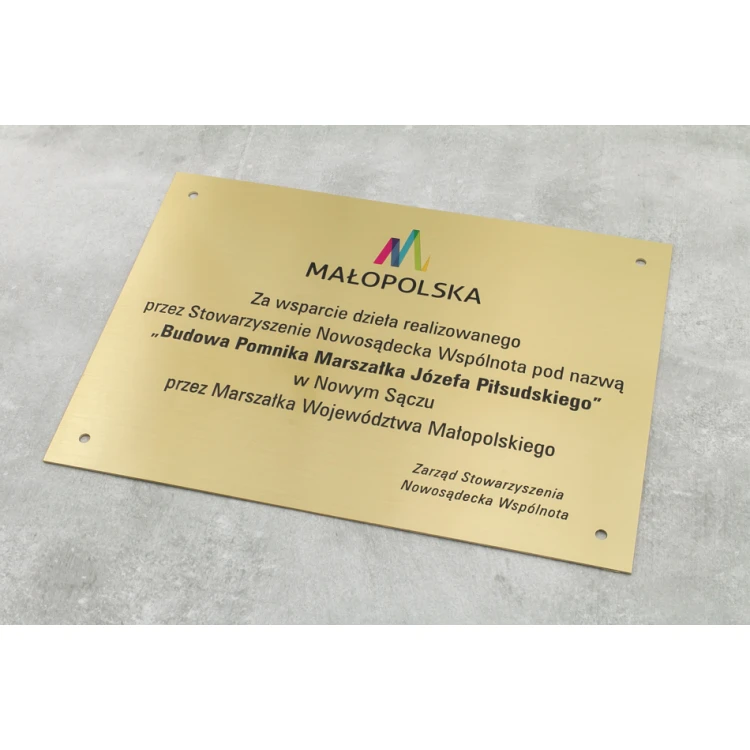 MAŁOPOLSKA
Za wsparcie dzieła realizowanego
przez Stowarzyszenie Nowosądecka Wspólnota pod nazwą
„Budowa Pomnika Marszałka Józefa Piłsudskiego”
w Nowym Sączu
przez Marszałka Województwa Małopolskiego
Zarząd Stowarzyszenia
Nowosądecka Wspólnota